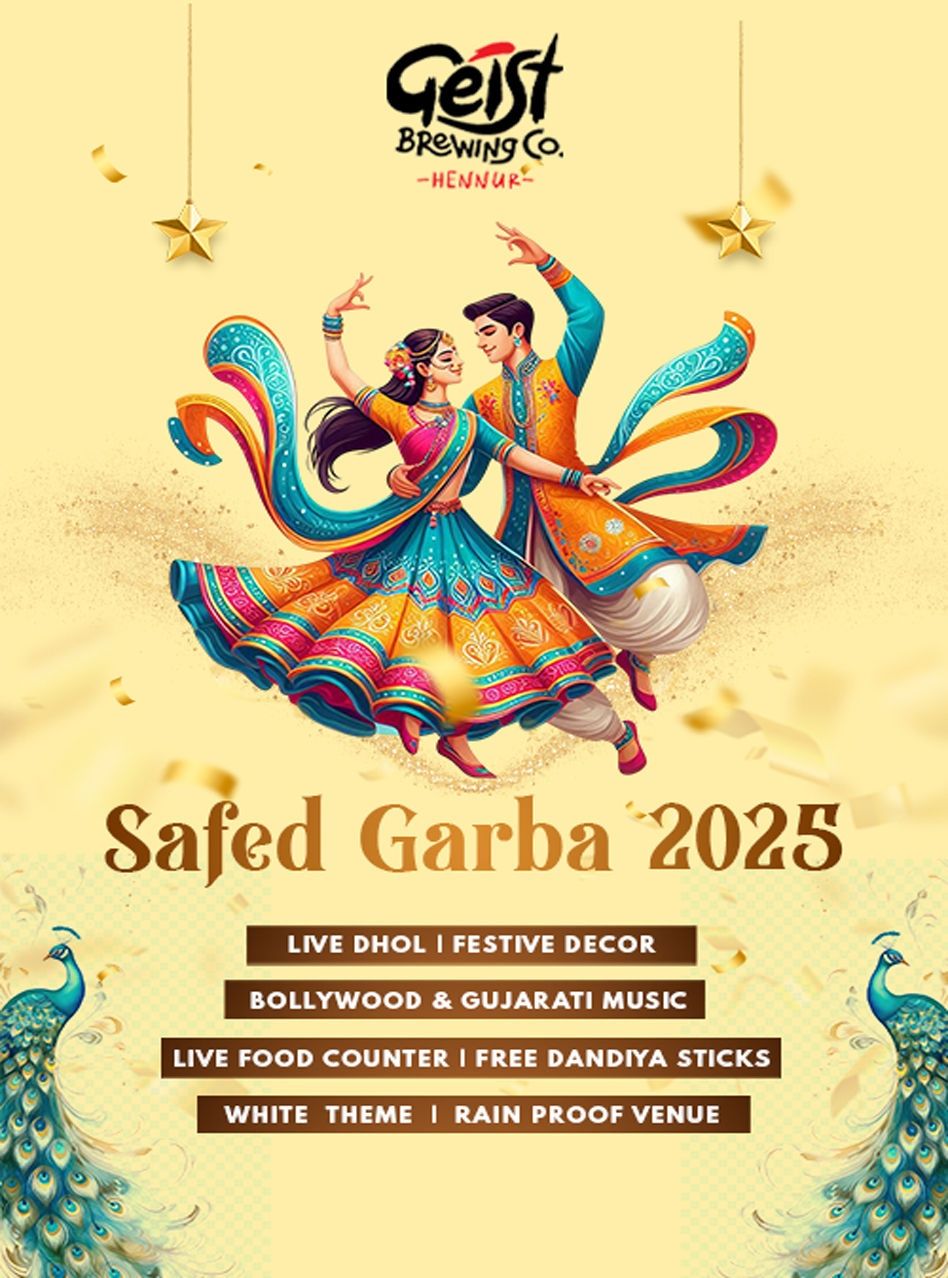 Geist
BREWING CO.
-HENNUR-
Safed Garba 2025
LIVE DHOL | FESTIVE DECOR
BOLLYWOOD & GUJARATI MUSIC
LIVE FOOD COUNTER | FREE DANDIYA STICKS
WHITE THEME | RAIN PROOF VENUE